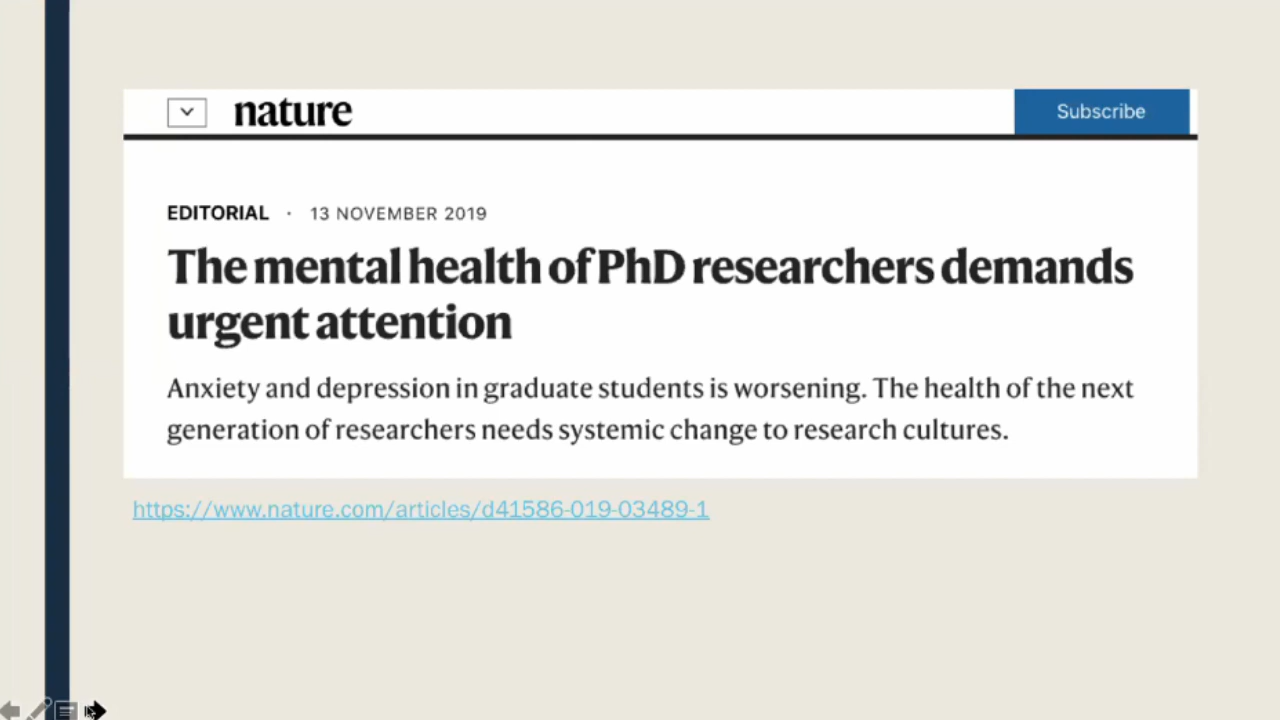 nature
Subscribe
EDITORIAL · 13 NOVEMBER 2019
The mental health of PhD researchers demands
urgent attention
Anxiety and depression in graduate students is worsening. The health of the next
generation of researchers needs systemic change to research cultures.
https://www.nature.com/articles/d41586-019-03489-1